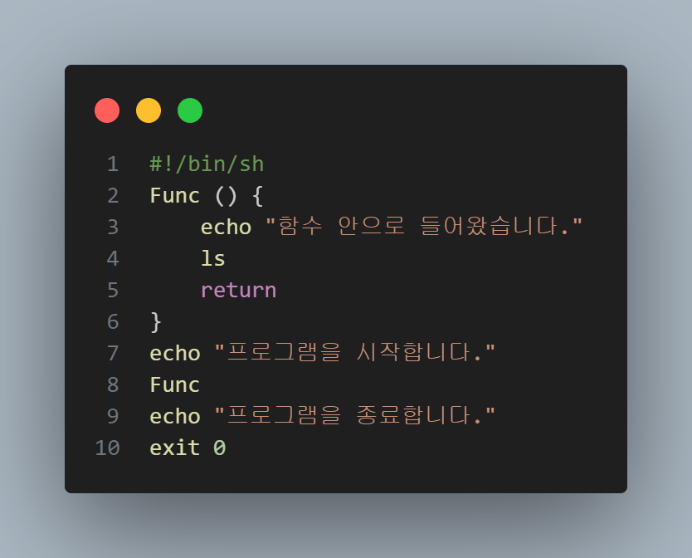 1 #!/bin/sh
2 Func () {
3     echo "함수 안으로 들어왔습니다."
4     ls
5     return
6 }
7 echo "프로그램을 시작합니다."
8 Func
9 echo "프로그램을 종료합니다."
10 exit 0